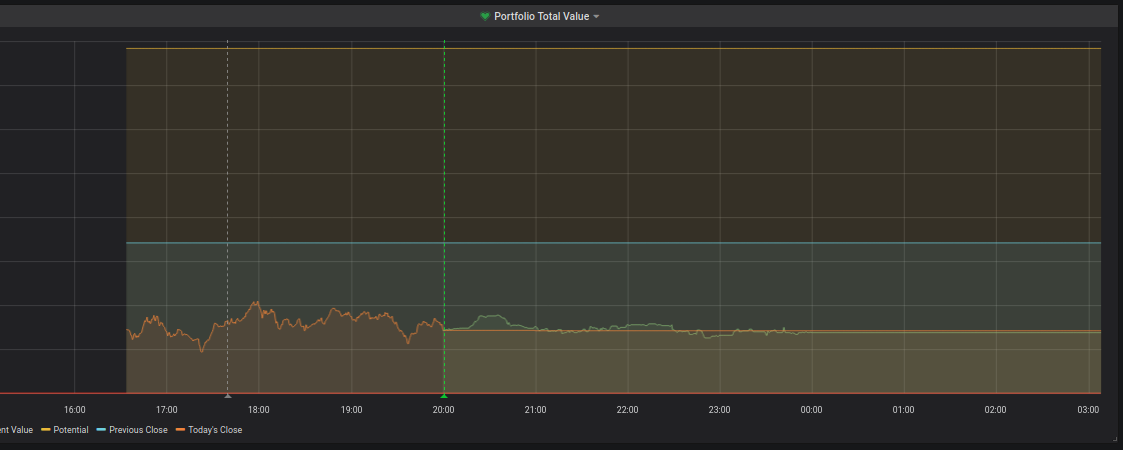 Portfolio Total Value
16:00 17:00 18:00 19:00 20:00 21:00 22:00 23:00 00:00 01:00 02:00 03:00
Value Potential Previous Close Today's Close